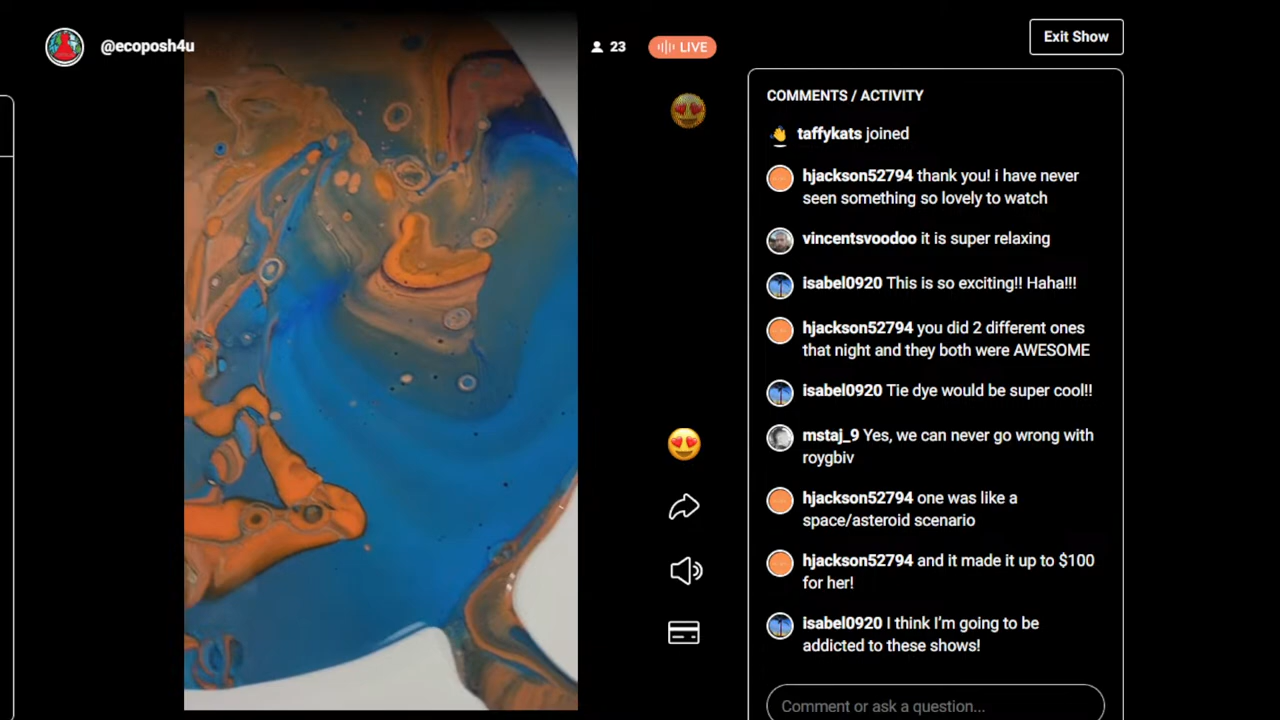 @ecoposh4u
23
LIVE
Exit Show
COMMENTS / ACTIVITY
taffykats joined
hjackson52794 thank you! i have never
seen something so lovely to watch
vincentsvoodoo it is super relaxing
isabel0920 This is so exciting!! Haha!!!
hjackson52794 you did 2 different ones
that night and they both were AWESOME
isabel0920 Tie dye would be super cool!!
mstaj_9 Yes, we can never go wrong with
roygbiv
hjackson52794 one was like a
space/asteroid scenario
hjackson52794 and it made it up to $100
for her!
isabel0920 I think I'm going to be
addicted to these shows!
Comment or ask a question...